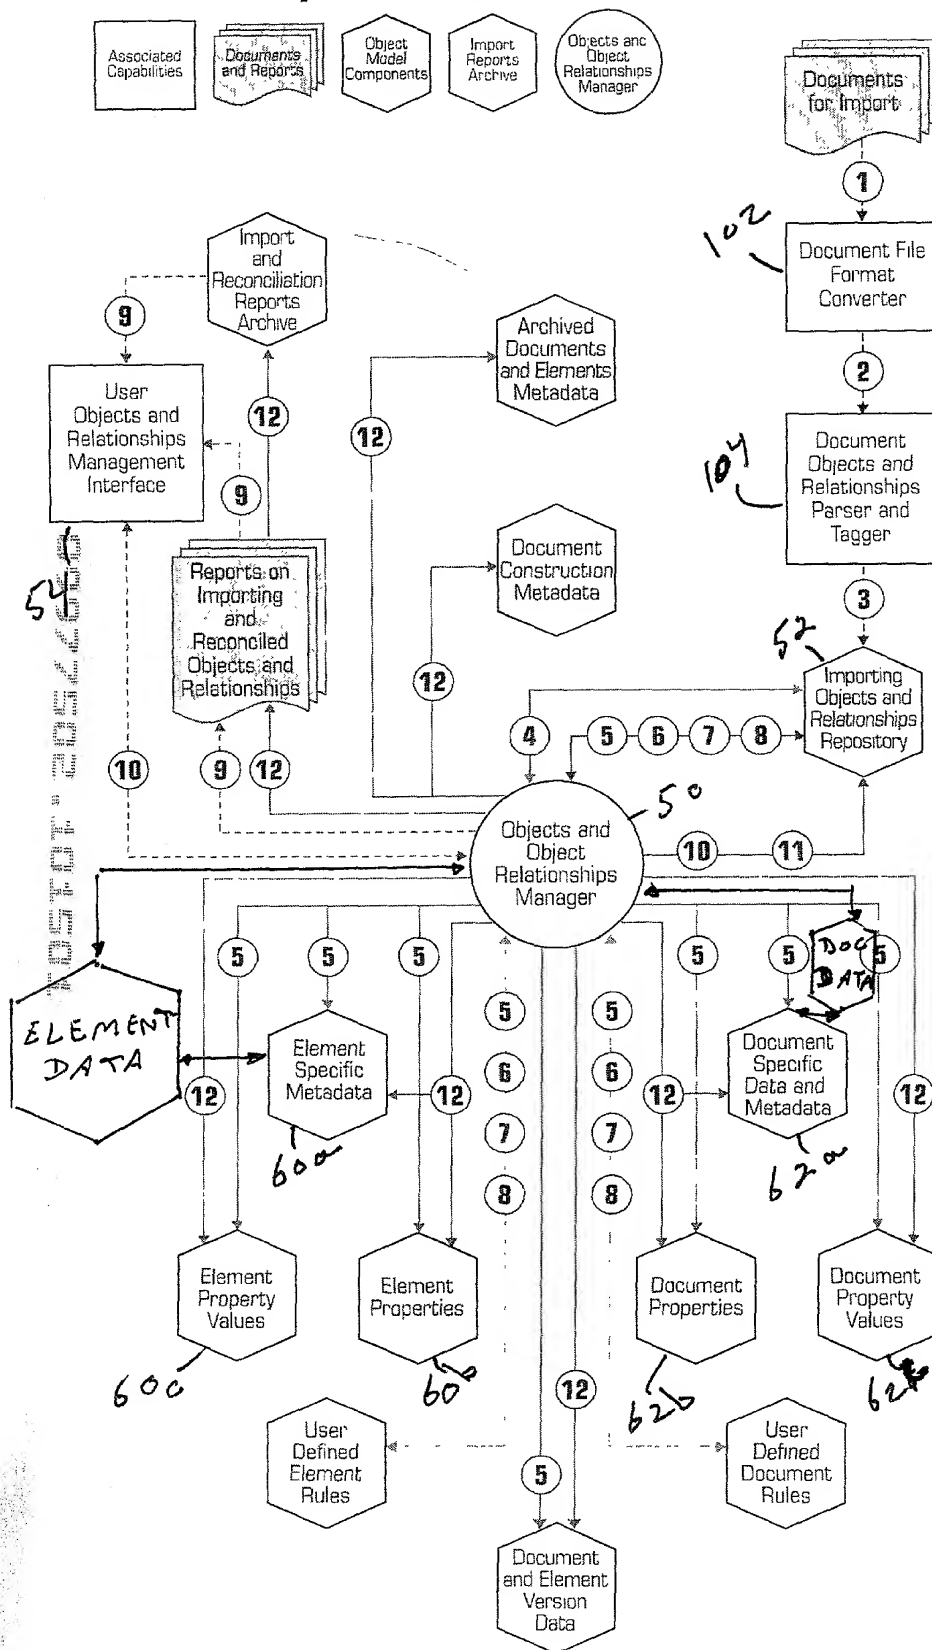 Associated
Capabilities
Documents
and Reports
Object
Model
Components
Import
Reports
Archive
Objects and
Object
Relationships
Manager
Documents
for Import
1
102
Document File
Format
Converter
2
104
Document
Objects and
Relationships
Parser and
Tagger
3
52
Importing
Objects and
Relationships
Repository
Import
and
Reconciliation
Reports
Archive
9
User
Objects and
Relationships
Management
Interface
54
12
9
Reports on
Importing
and
Reconciled
Objects and
Relationships
12
Archived
Documents
and Elements
Metadata
Document
Construction
Metadata
12
4
5 6 7 8
10
9
12
50
Objects and
Object
Relationships
Manager
10 11
5 5 5
5 5
DOC
DATA
ELEMENT
DATA
Element
Specific
Metadata
60a
5
6
7
8
5
6
7
8
Document
Specific
Data and
Metadata
62a
12
12
12
12
Element
Property
Values
60c
Element
Properties
60b
Document
Properties
62b
Document
Property
Values
12
User
Defined
Element
Rules
User
Defined
Document
Rules
5
Document
and Element
Version
Data